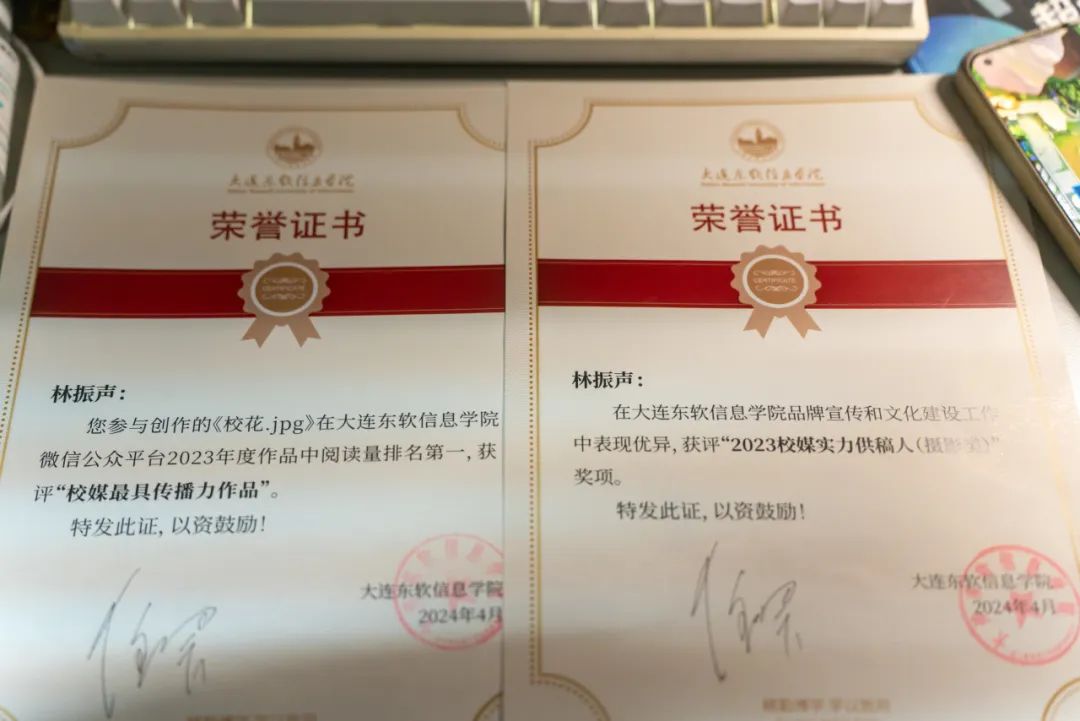 大连东软信息学院
荣誉证书
CERTIFICATE
林振声：
您参与创作的《校花.jpg》在大连东软信息学院
微信公众平台2023年度作品中阅读量排名第一，获
评“校媒最具传播力作品”。
特发此证，以资鼓励！
大连东软信息学院
2024年4月
大连东软信息学院
荣誉证书
CERTIFICATE
林振声：
在大连东软信息学院品牌宣传和文化建设工作
中表现优异，获评“2023校媒实力供稿人（摄影类）”
奖项。
特发此证，以资鼓励！
大连东软信息学院
2024年4月